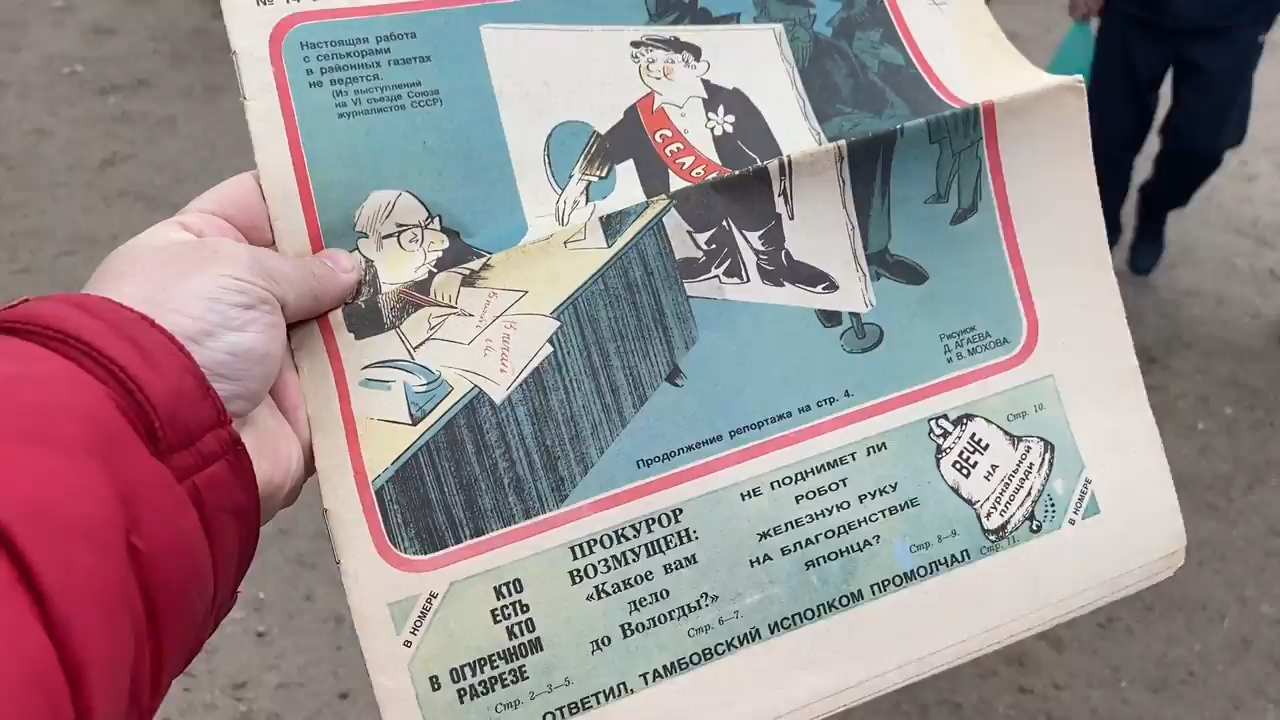 № 14
Настоящая работа
с селькорами
в районных газетах
не ведется.
(Из выступлений
на VI съезде Союза
журналистов СССР)
СЕЛЬ
Рисунок
Д. АГАЕВА
и В. МОХОВА.
Продолжение репортажа на стр. 4.
В НОМЕРЕ
КТО
ЕСТЬ
КТО
В ОГУРЕЧНОМ
РАЗРЕЗЕ
Стр. 2—3—5.
ПРОКУРОР
ВОЗМУЩЕН:
«Какое вам
дело
до Вологды?»
Стр. 6—7.
НЕ ПОДНИМЕТ ЛИ
РОБОТ
ЖЕЛЕЗНУЮ РУКУ
НА БЛАГОДЕНСТВИЕ
ЯПОНЦА?
Стр. 8—9.
ВЕЧЕ
НА
ЖУРНАЛЬНОЙ
ПЛОЩАДИ
Стр. 10.
В НОМЕРЕ
ОТВЕТИЛ, ТАМБОВСКИЙ ИСПОЛКОМ ПРОМОЛЧАЛ Стр. 11.